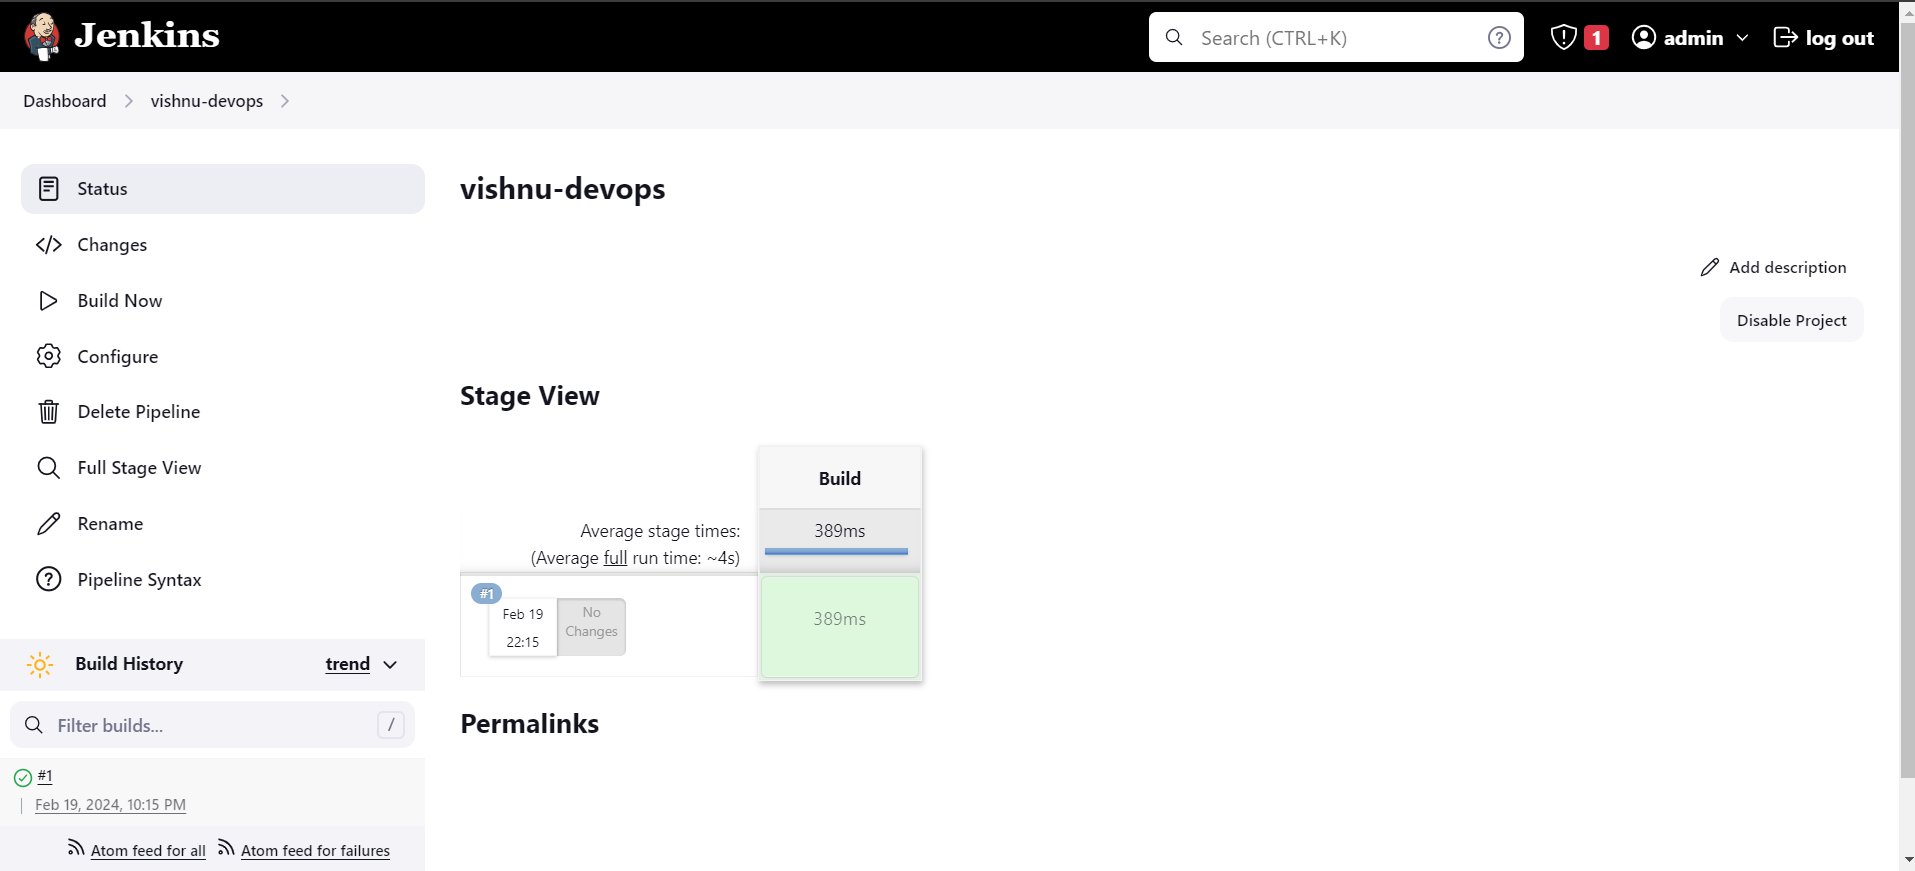 Jenkins
Search (CTRL+K)
?
1
admin
log out
Dashboard
vishnu-devops
Status
Changes
Build Now
Configure
Delete Pipeline
Full Stage View
Rename
Pipeline Syntax
Build History
trend
Filter builds...
/
#1
Feb 19, 2024, 10:15 PM
Atom feed for all
Atom feed for failures
vishnu-devops
Add description
Disable Project
Stage View
Build
Average stage times:
(Average full run time: ~4s)
389ms
#1
Feb 19
22:15
No
Changes
389ms
Permalinks